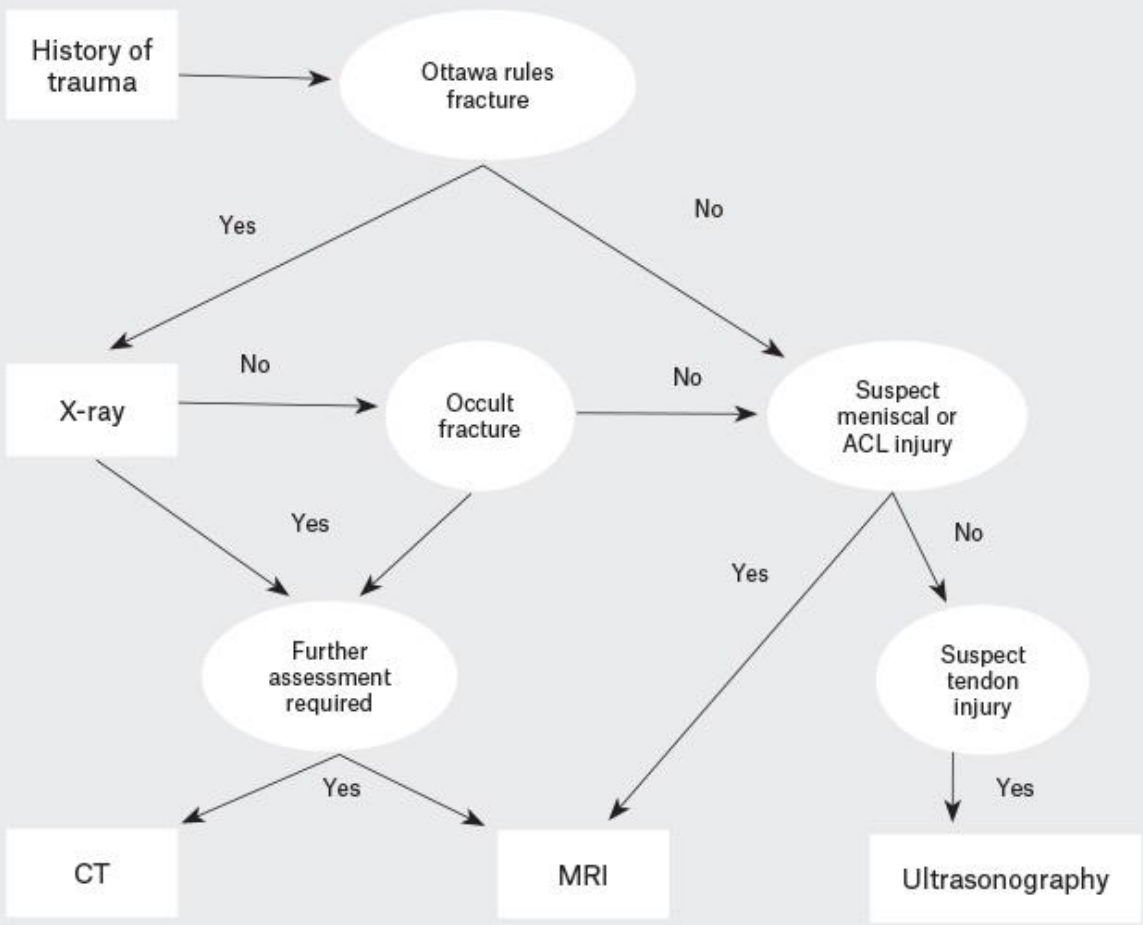 History of
trauma
Ottawa rules
fracture
Yes
No
X-ray
No
Occult
fracture
No
Suspect
meniscal or
ACL injury
Yes
Yes
No
Further
assessment
required
Suspect
tendon
injury
Yes
Yes
CT
MRI
Ultrasonography